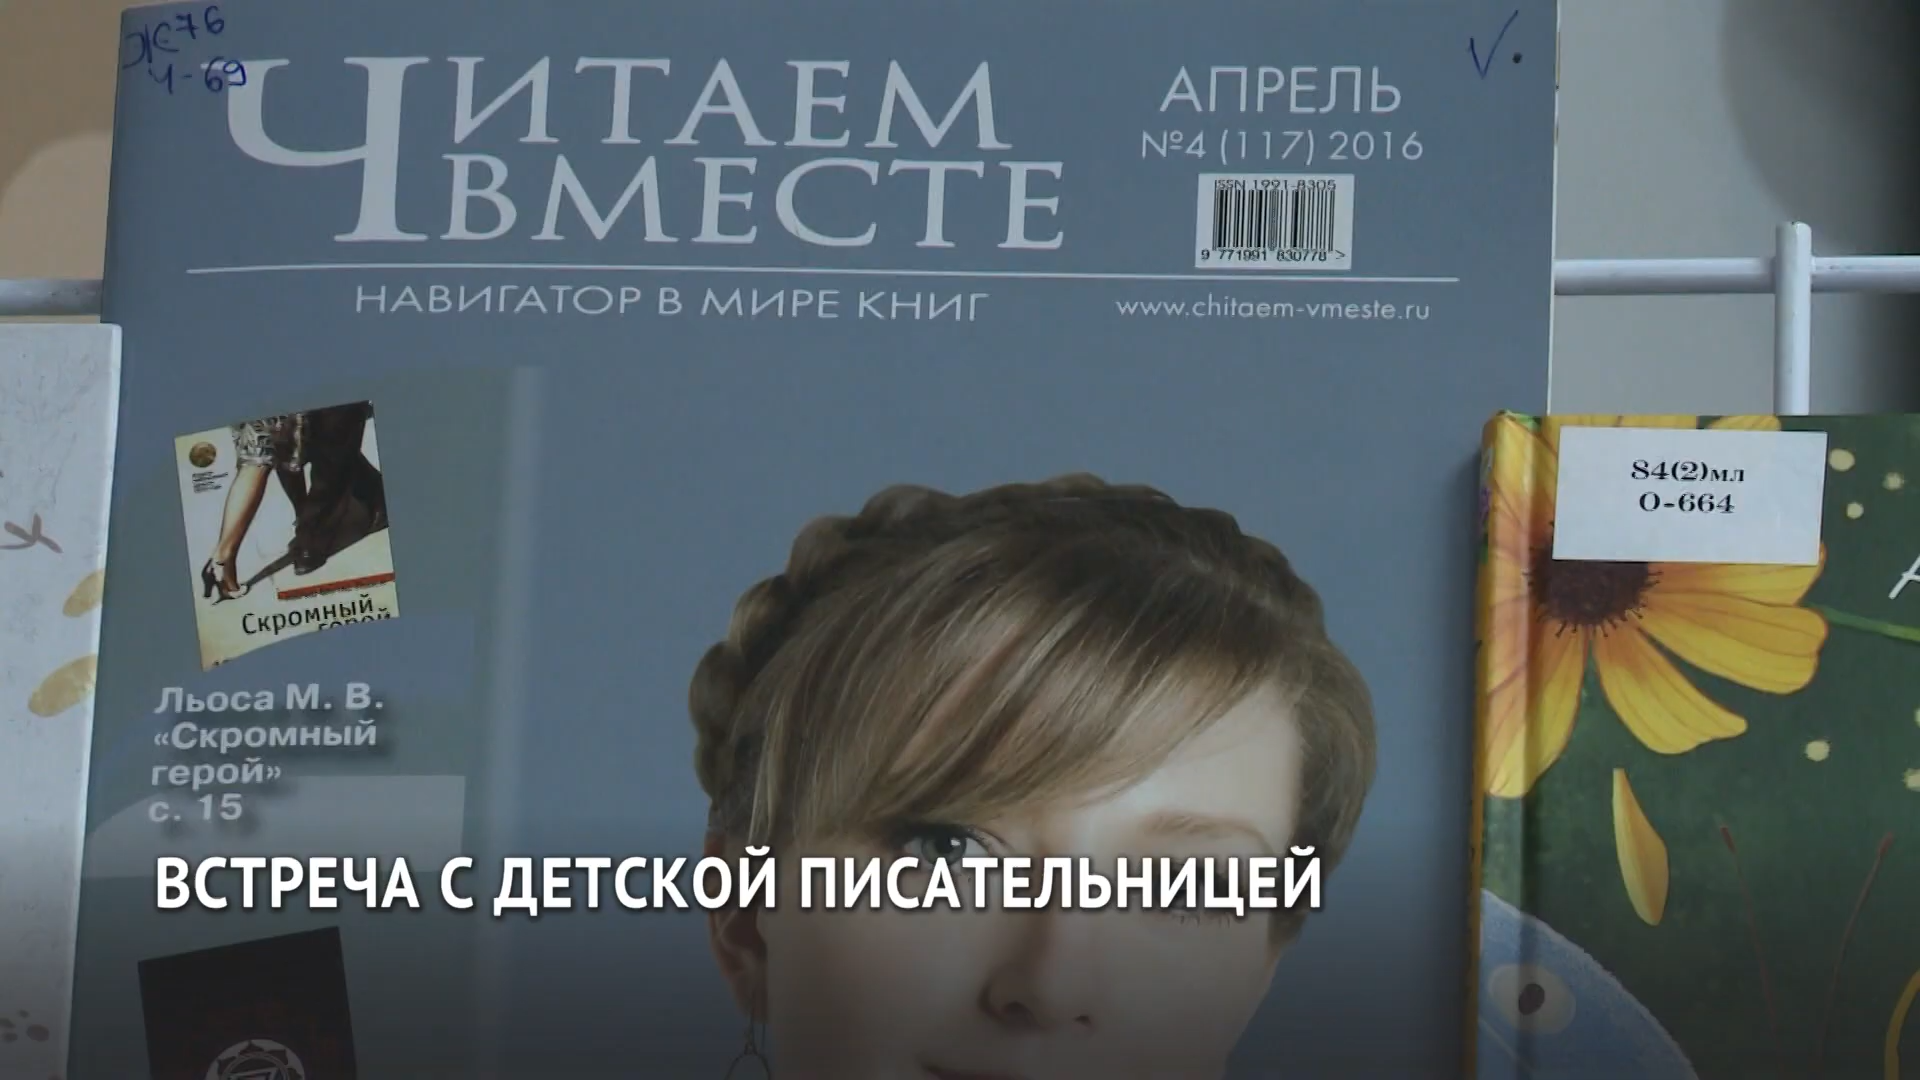 Ж76
Ч-69
ЧИТАЕМ
ВМЕСТЕ
АПРЕЛЬ
№4 (117) 2016
ISSN 1991-8305
9 771991 830778 >
НАВИГАТОР В МИРЕ КНИГ
www.chitaem-vmeste.ru
Скромный
герой
Льоса М. В.
«Скромный
герой»
с. 15
84(2)мл
О-664
ВСТРЕЧА С ДЕТСКОЙ ПИСАТЕЛЬНИЦЕЙ